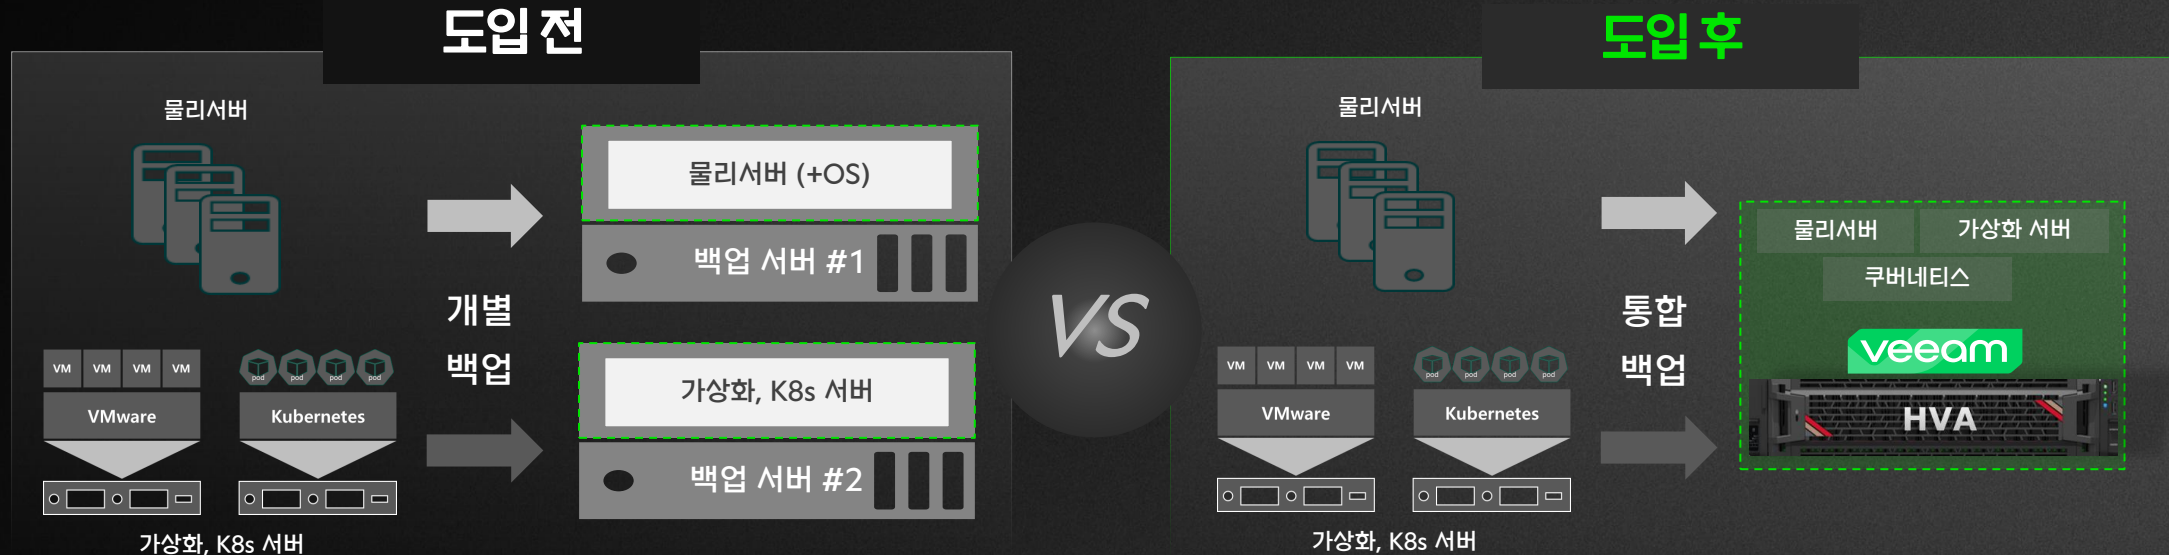 도입 전
물리서버
물리서버 (+OS)
백업 서버 #1
개별
백업
VM VM VM VM
pod pod pod pod
VMware
Kubernetes
가상화, K8s 서버
백업 서버 #2
가상화, K8s 서버
VS
도입 후
물리서버
물리서버
가상화 서버
쿠버네티스
통합
백업
VM VM VM VM
pod pod pod pod
VMware
Kubernetes
veeam
HVA
가상화, K8s 서버